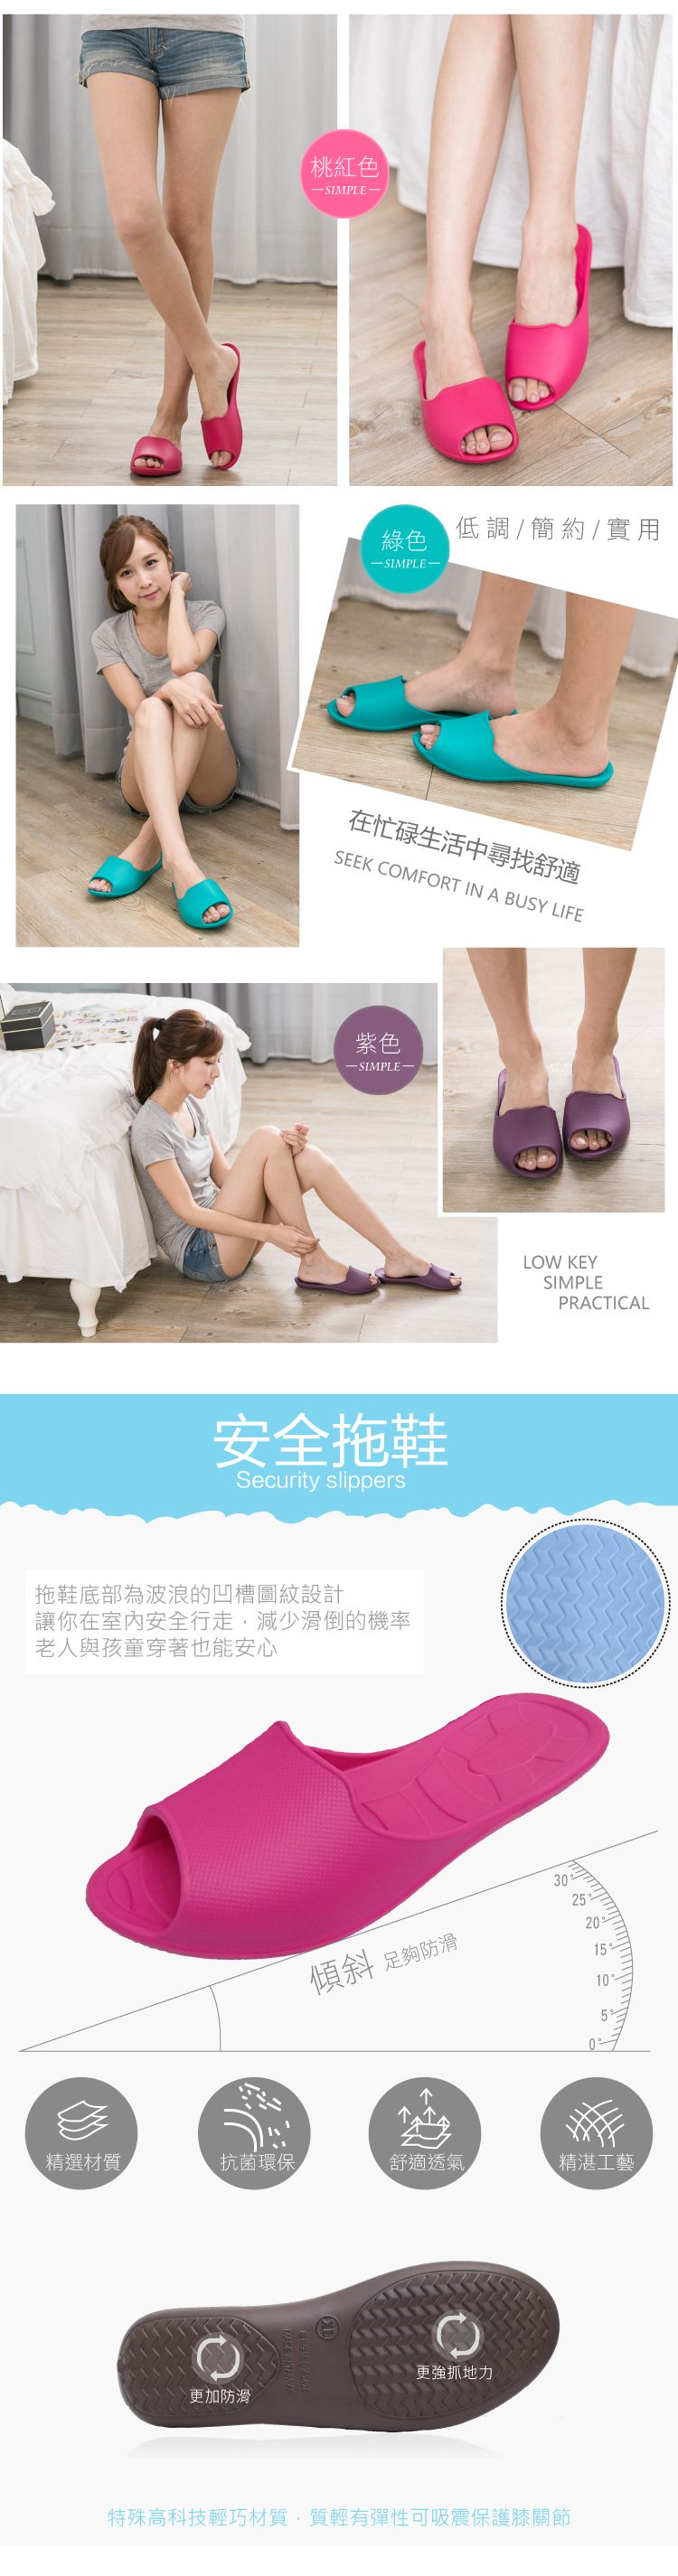 桃紅色
SIMPLE
綠色
SIMPLE
低調/簡約/實用
在忙碌生活中尋找舒適
SEEK COMFORT IN A BUSY LIFE
紫色
SIMPLE
LOW KEY
SIMPLE
PRACTICAL
安全拖鞋
Security slippers
拖鞋底部為波浪的凹槽圖紋設計
讓你在室內安全行走，減少滑倒的機率
老人與孩童穿著也能安心
30°
25°
20°
15°
10°
5°
0°
傾斜 足夠防滑
精選材質
抗菌環保
舒適透氣
精湛工藝
XL
更加防滑
更強抓地力
特殊高科技輕巧材質．質輕有彈性可吸震保護膝關節